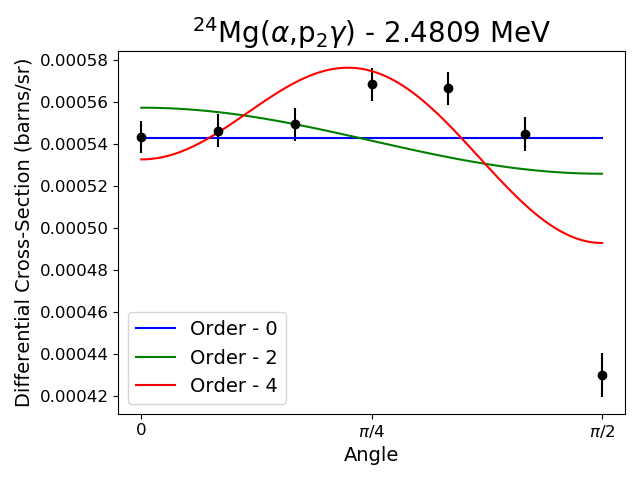 ²⁴Mg(α,p₂γ) - 2.4809 MeV
Differential Cross-Section (barns/sr)
0.00058
0.00056
0.00054
0.00052
0.00050
0.00048
0.00046
0.00044
0.00042
Order - 0
Order - 2
Order - 4
0 π/4 π/2
Angle